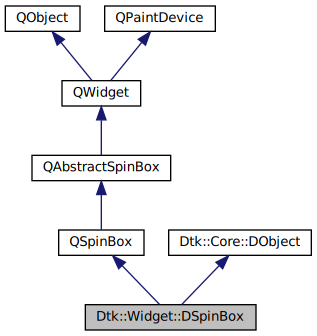 QObject
QPaintDevice
QWidget
QAbstractSpinBox
QSpinBox
Dtk::Core::DObject
Dtk::Widget::DSpinBox